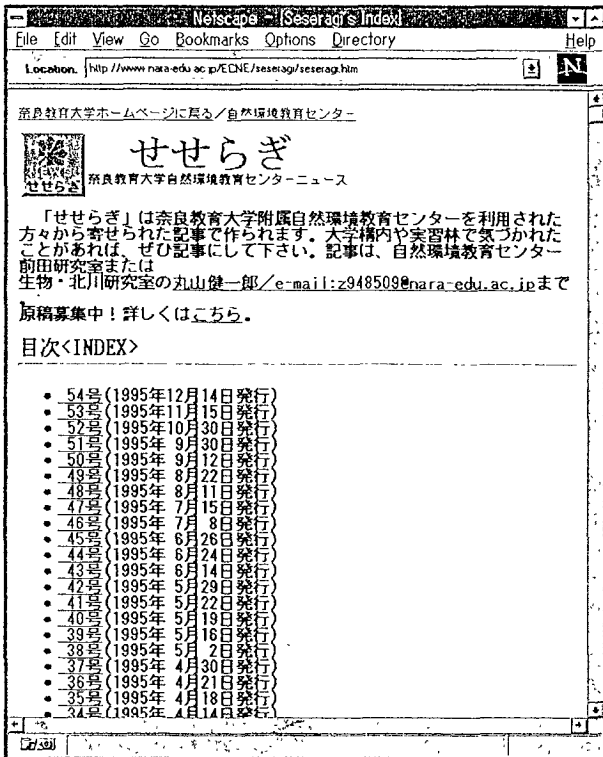 Netscape - [Seseragi's Index]
File Edit View Go Bookmarks Options Directory Help
Location: http://www.nara-edu.ac.jp/ECNE/seseragi/seseragi.htm
N
奈良教育大学ホームページに戻る/自然環境教育センター
せせらぎ
せせらぎ
奈良教育大学自然環境教育センターニュース
「せせらぎ」は奈良教育大学附属自然環境教育センターを利用された
方々から寄せられた記事で作られます．大学構内や実習林で気づかれた
ことがあれば，ぜひ記事にして下さい．記事は、自然環境教育センター
前田研究室または
生物・北川研究室の丸山健一郎／e-mail:z948509@nara-edu.ac.jpまで
．
原稿募集中！詳しくはこちら．
目次<INDEX>
• 54号(1995年12月14日発行)
• 53号(1995年11月15日発行)
• 52号(1995年10月30日発行)
• 51号(1995年 9月30日発行)
• 50号(1995年 9月12日発行)
• 49号(1995年 8月22日発行)
• 48号(1995年 8月11日発行)
• 47号(1995年 7月15日発行)
• 46号(1995年 7月 8日発行)
• 45号(1995年 6月26日発行)
• 44号(1995年 6月24日発行)
• 43号(1995年 6月14日発行)
• 42号(1995年 5月29日発行)
• 41号(1995年 5月22日発行)
• 40号(1995年 5月19日発行)
• 39号(1995年 5月16日発行)
• 38号(1995年 5月 2日発行)
• 37号(1995年 4月30日発行)
• 36号(1995年 4月21日発行)
• 35号(1995年 4月18日発行)
• 34号(1995年 4月14日発行)